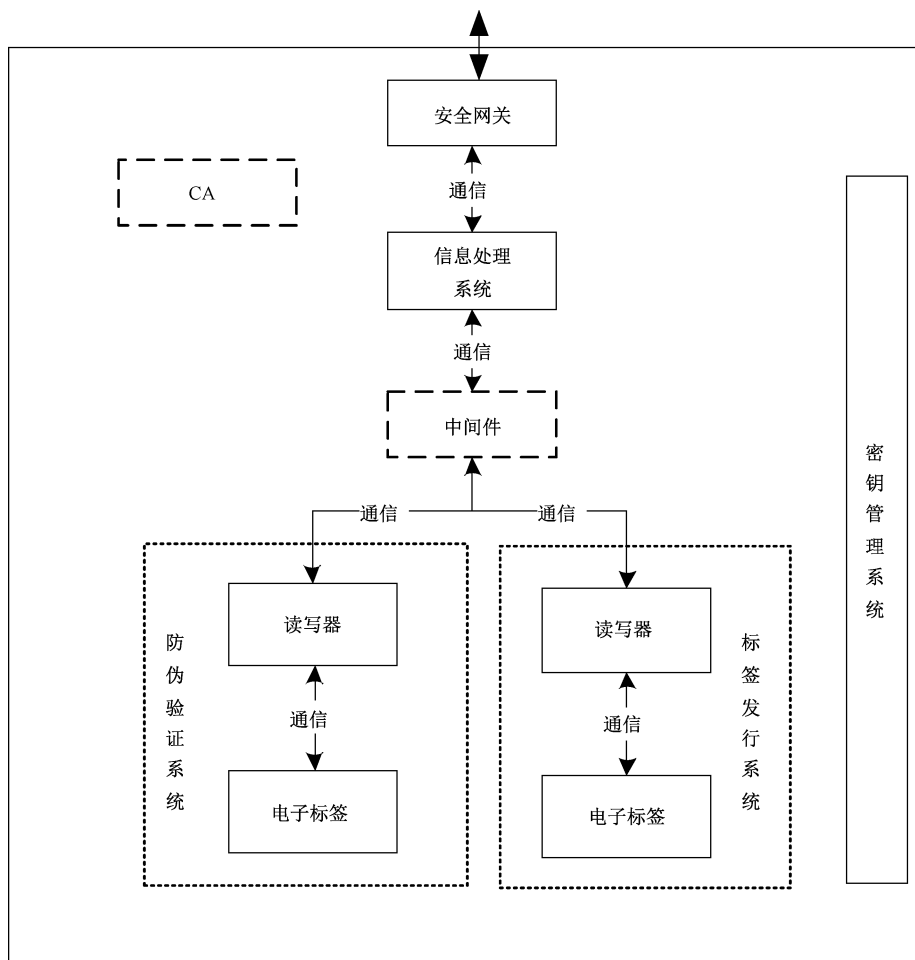 安全网关
通信
CA
信息处理
系统
通信
中间件
通信
通信
读写器
通信
电子标签
防伪验证系统
读写器
通信
电子标签
标签发行系统
密钥管理系统